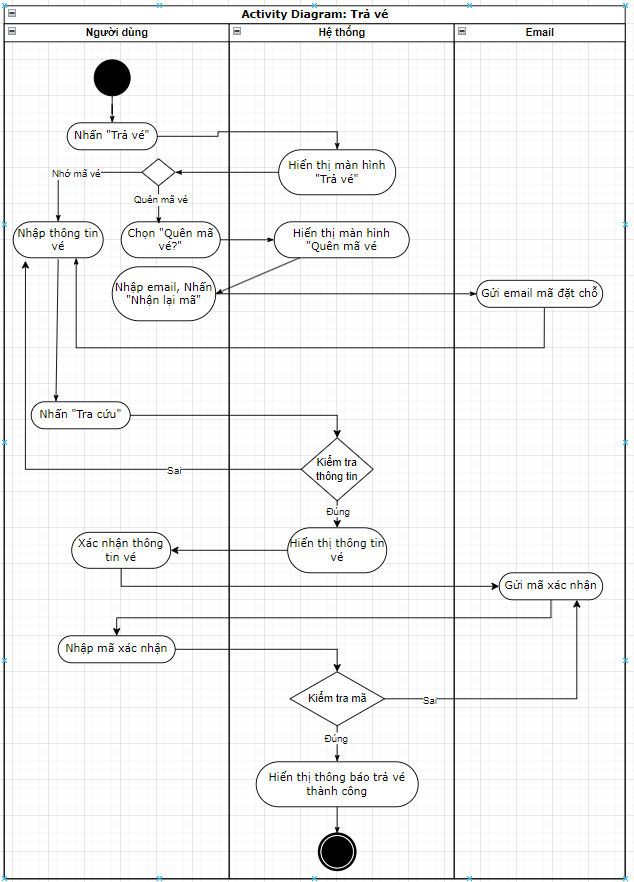 Activity Diagram: Trả vé
Người dùng
Hệ thống
Email
Nhấn "Trả vé"
Hiển thị màn hình
"Trả vé"
Nhớ mã vé
Quên mã vé
Nhập thông tin
vé
Chọn "Quên mã
vé?"
Hiển thị màn hình
"Quên mã vé
Nhập email, Nhấn
"Nhận lại mã"
Gửi email mã đặt chỗ
Nhấn "Tra cứu"
Kiểm tra
thông tin
Sai
Đúng
Xác nhận thông
tin vé
Hiển thị thông tin
vé
Gửi mã xác nhận
Nhập mã xác nhận
Kiểm tra mã
Sai
Đúng
Hiển thị thông báo trả vé
thành công